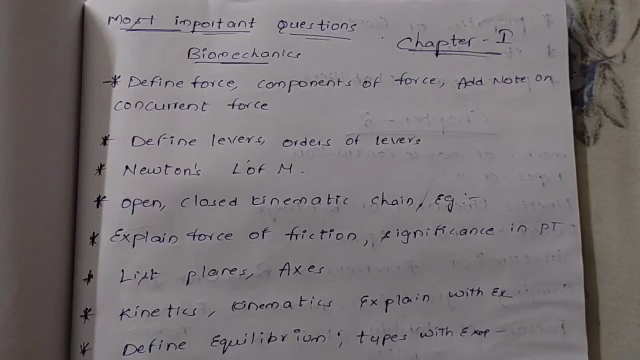 Most important Questions
Biomechanics
Chapter - I
-* Define force, components of force, Add Note on
concurrent force
* Define levers, orders of levers
* Newton's L'of M.
* open, closed kinematic chain, eg:-
* Explain force of friction, significance in PT
* List planes, Axes
* Kinetics, kinematics Explain with Ex
* Define Equilibrium, types with Exap -